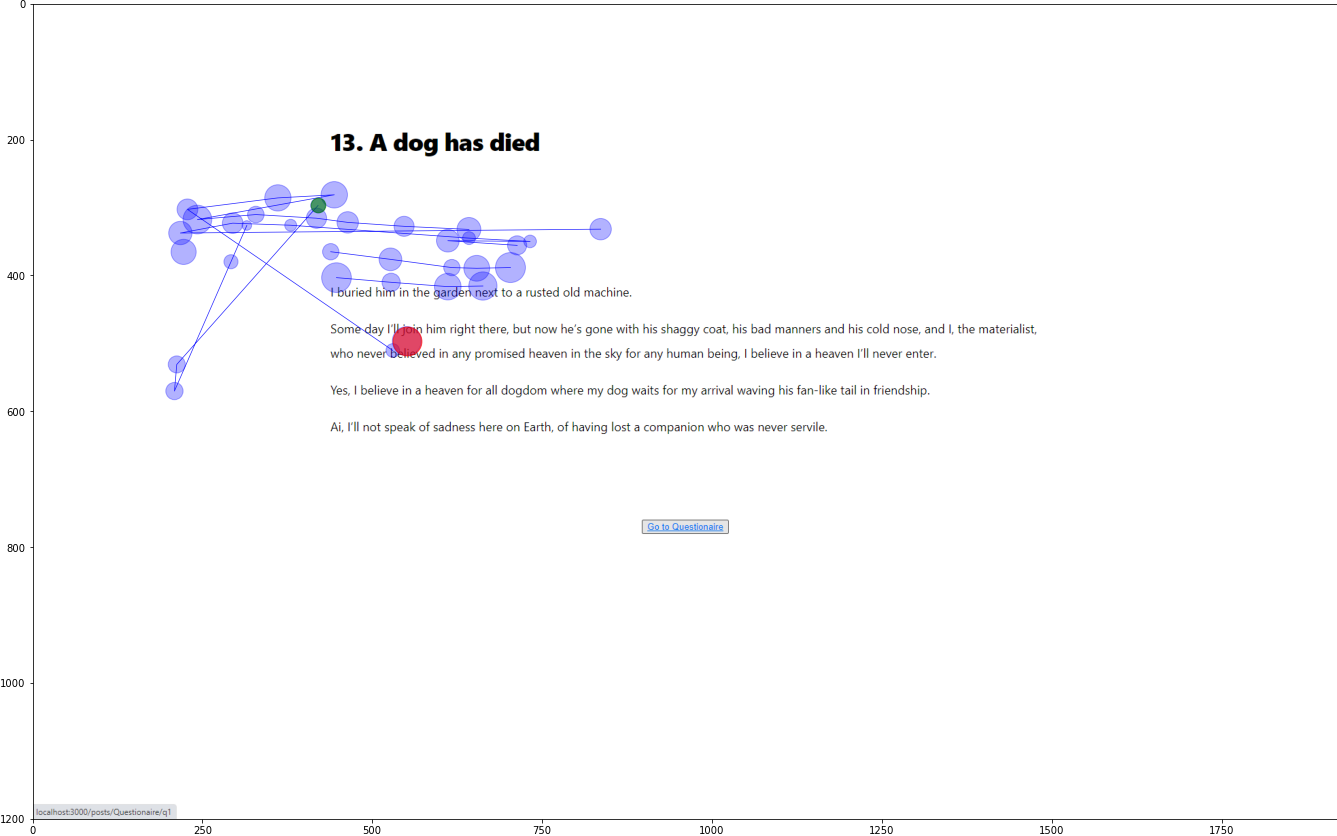 0
200
400
600
800
1000
1200
13. A dog has died
I buried him in the garden next to a rusted old machine.
Some day I'll join him right there, but now he's gone with his shaggy coat, his bad manners and his cold nose, and I, the materialist,
who never believed in any promised heaven in the sky for any human being, I believe in a heaven I'll never enter.
Yes, I believe in a heaven for all dogdom where my dog waits for my arrival waving his fan-like tail in friendship.
Ai, I'll not speak of sadness here on Earth, of having lost a companion who was never servile.
Go to Questionaire
localhost:3000/posts/Questionaire/q1
0 250 500 750 1000 1250 1500 1750